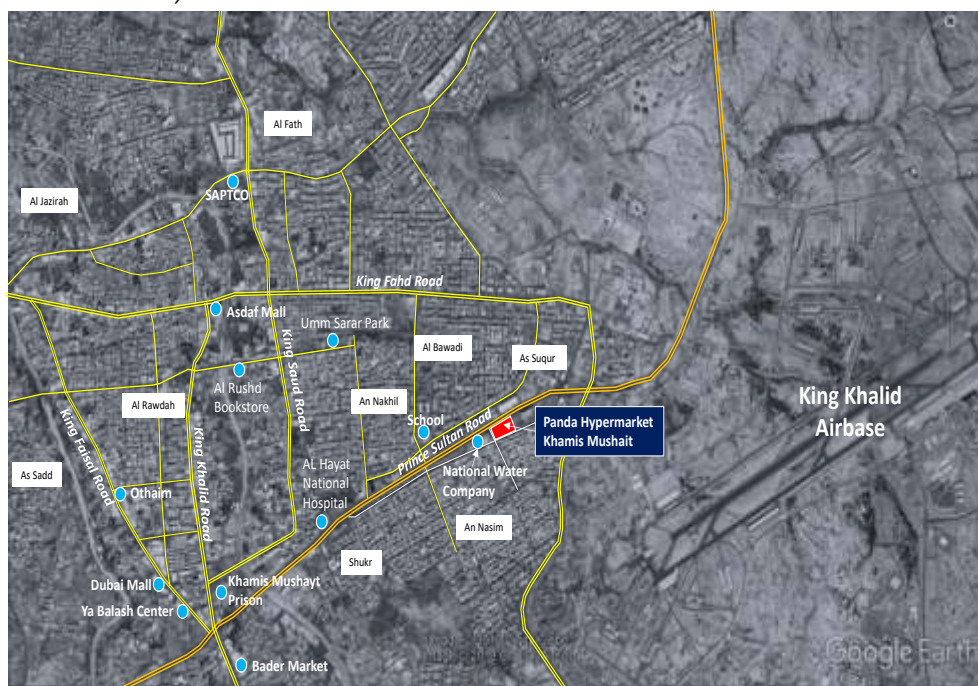 Al Fath
SAPTCO
Al Jazirah
King Fahd Road
Asdaf Mall
Umm Sarar Park
Al Bawadi
As Suqur
Al Rushd
Bookstore
King Saud Road
An Nakhil
Al Rawdah
King Khalid
Airbase
Panda Hypermarket
Khamis Mushait
School
Prince Sultan Road
King Faisal Road
King Khalid Road
AL Hayat
National
Hospital
National Water
Company
As Sadd
Othaim
An Nasim
Shukr
Dubai Mall
Khamis Mushayt
Prison
Ya Balash Center
Bader Market
Google Earth